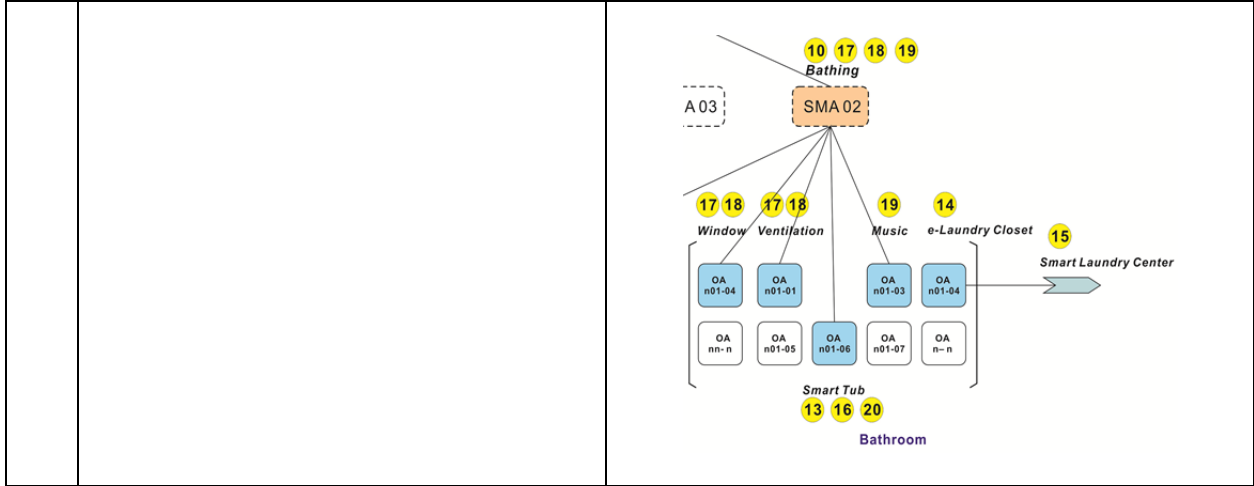 10 17 18 19
Bathing
A 03
SMA 02
17 18 17 18 19 14
Window Ventilation Music e-Laundry Closet
15
Smart Laundry Center
OA n01-04
OA n01-01
OA n01-03
OA n01-04
OA nn- n
OA n01-05
OA n01-06
OA n01-07
OA n– n
Smart Tub
13 16 20
Bathroom